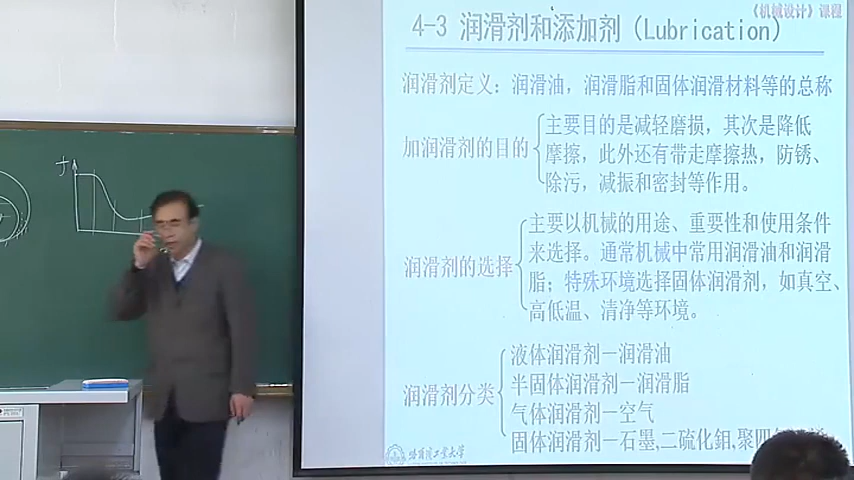 《机械设计》课程
4-3 润滑剂和添加剂（Lubrication）
润滑剂定义：润滑油，润滑脂和固体润滑材料等的总称
加润滑剂的目的
主要目的是减轻磨损，其次是降低
摩擦，此外还有带走摩擦热，防锈、
除污，减振和密封等作用。
润滑剂的选择
主要以机械的用途、重要性和使用条件
来选择。通常机械中常用润滑油和润滑
脂；特殊环境选择固体润滑剂，如真空、
高低温、清净等环境。
润滑剂分类
液体润滑剂—润滑油
半固体润滑剂—润滑脂
气体润滑剂—空气
固体润滑剂—石墨,二硫化钼,聚四
哈尔滨工业大学
f